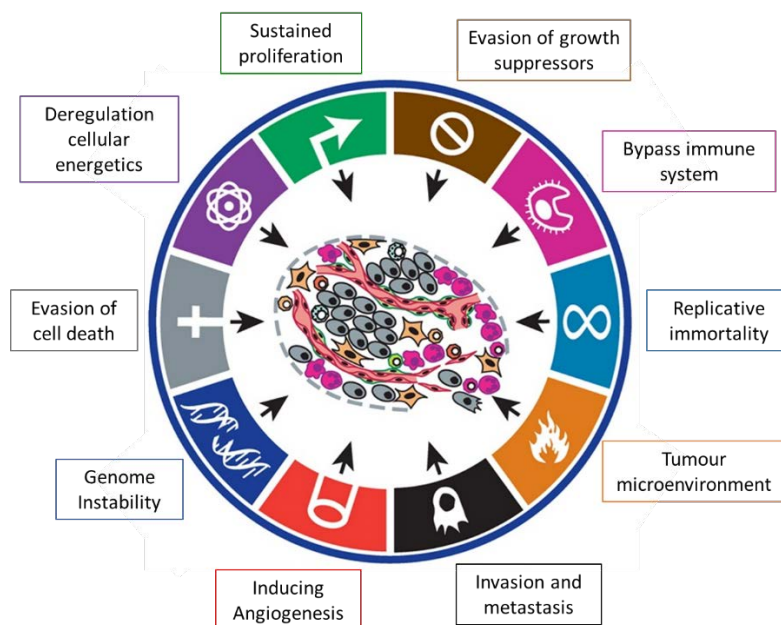 Sustained
proliferation
Evasion of growth
suppressors
Deregulation
cellular
energetics
Bypass immune
system
Evasion of
cell death
Replicative
immortality
Genome
Instability
Tumour
microenvironment
Inducing
Angiogenesis
Invasion and
metastasis